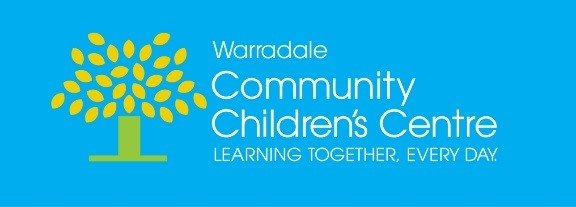 Warradale
Community
Children's Centre
LEARNING TOGETHER, EVERY DAY.